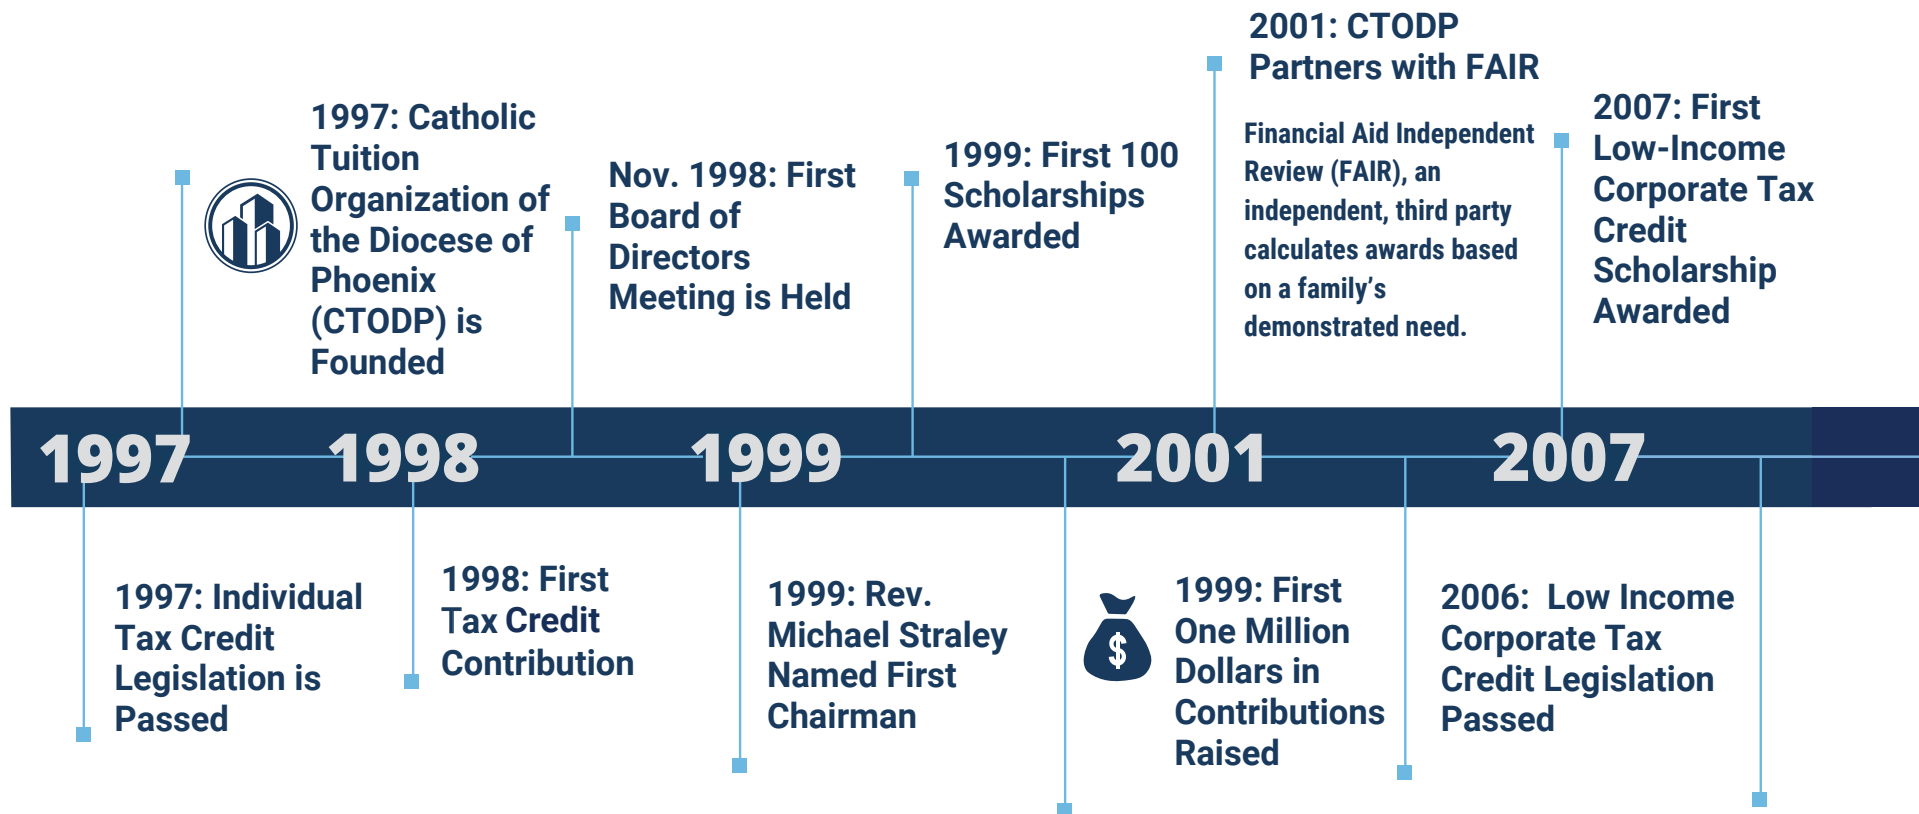 1997: Catholic
Tuition
Organization of
the Diocese of
Phoenix
(CTODP) is
Founded
Nov. 1998: First
Board of
Directors
Meeting is Held
1999: First 100
Scholarships
Awarded
2001: CTODP
Partners with FAIR
Financial Aid Independent
Review (FAIR), an
independent, third party
calculates awards based
on a family's
demonstrated need.
2007: First
Low-Income
Corporate Tax
Credit
Scholarship
Awarded
1997
1998
1999
2001
2007
1997: Individual
Tax Credit
Legislation is
Passed
1998: First
Tax Credit
Contribution
1999: Rev.
Michael Straley
Named First
Chairman
$
1999: First
One Million
Dollars in
Contributions
Raised
2006:  Low Income
Corporate Tax
Credit Legislation
Passed